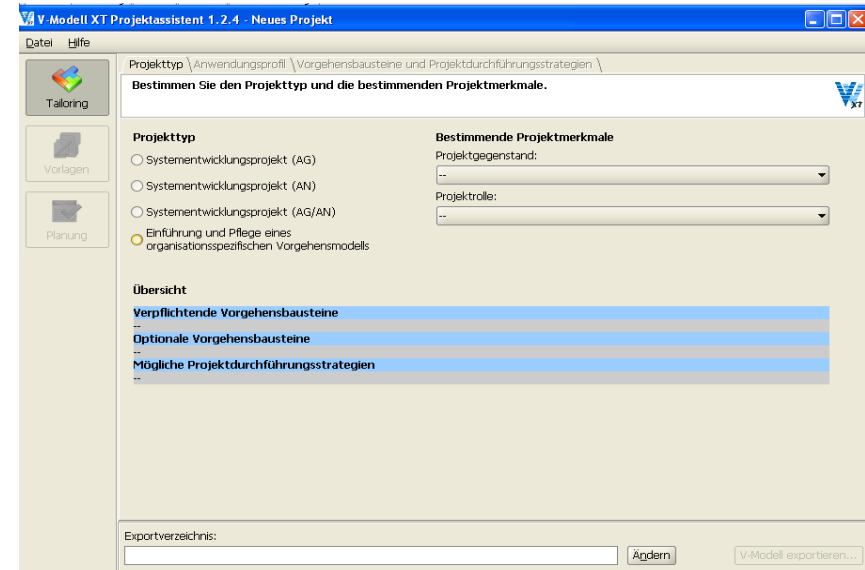 V-Modell XT Projektassistent 1.2.4 - Neues Projekt
Datei Hilfe
Projekttyp Anwendungsprofil Vorgehensbausteine und Projektdurchführungsstrategien
Bestimmen Sie den Projekttyp und die bestimmenden Projektmerkmale.
XT
Tailoring
Vorlagen
Planung
Projekttyp
Systementwicklungsprojekt (AG)
Systementwicklungsprojekt (AN)
Systementwicklungsprojekt (AG/AN)
Einführung und Pflege eines
organisationsspezifischen Vorgehensmodells
Bestimmende Projektmerkmale
Projektgegenstand:
--
Projektrolle:
--
Übersicht
Verpflichtende Vorgehensbausteine
--
Optionale Vorgehensbausteine
--
Mögliche Projektdurchführungsstrategien
--
Exportverzeichnis:
Ändern V-Modell exportieren...